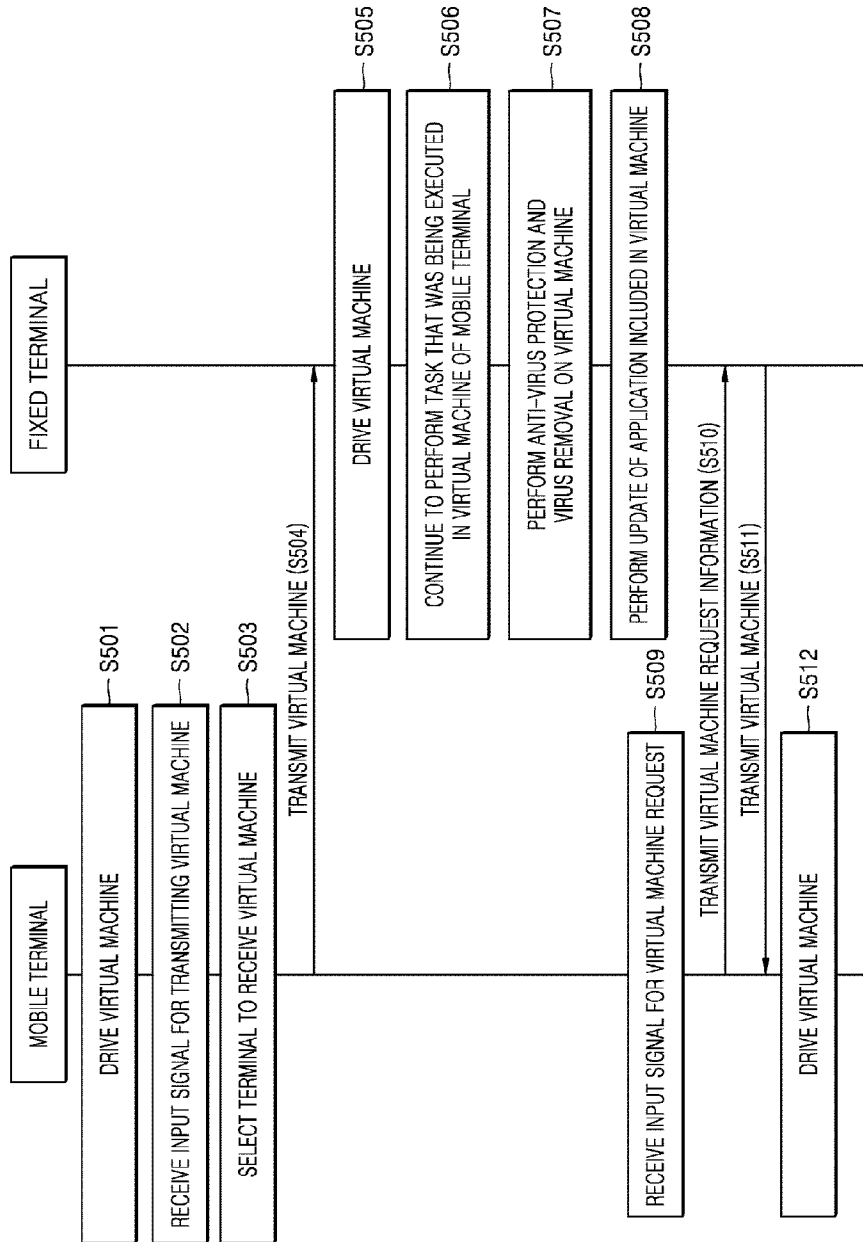 MOBILE TERMINAL
FIXED TERMINAL
DRIVE VIRTUAL MACHINE
S501
RECEIVE INPUT SIGNAL FOR TRANSMITTING VIRTUAL MACHINE
S502
SELECT TERMINAL TO RECEIVE VIRTUAL MACHINE
S503
TRANSMIT VIRTUAL MACHINE (S504)
DRIVE VIRTUAL MACHINE
S505
CONTINUE TO PERFORM TASK THAT WAS BEING EXECUTED
IN VIRTUAL MACHINE OF MOBILE TERMINAL
S506
PERFORM ANTI-VIRUS PROTECTION AND
VIRUS REMOVAL ON VIRTUAL MACHINE
S507
PERFORM UPDATE OF APPLICATION INCLUDED IN VIRTUAL MACHINE
S508
RECEIVE INPUT SIGNAL FOR VIRTUAL MACHINE REQUEST
S509
TRANSMIT VIRTUAL MACHINE REQUEST INFORMATION (S510)
TRANSMIT VIRTUAL MACHINE (S511)
DRIVE VIRTUAL MACHINE
S512